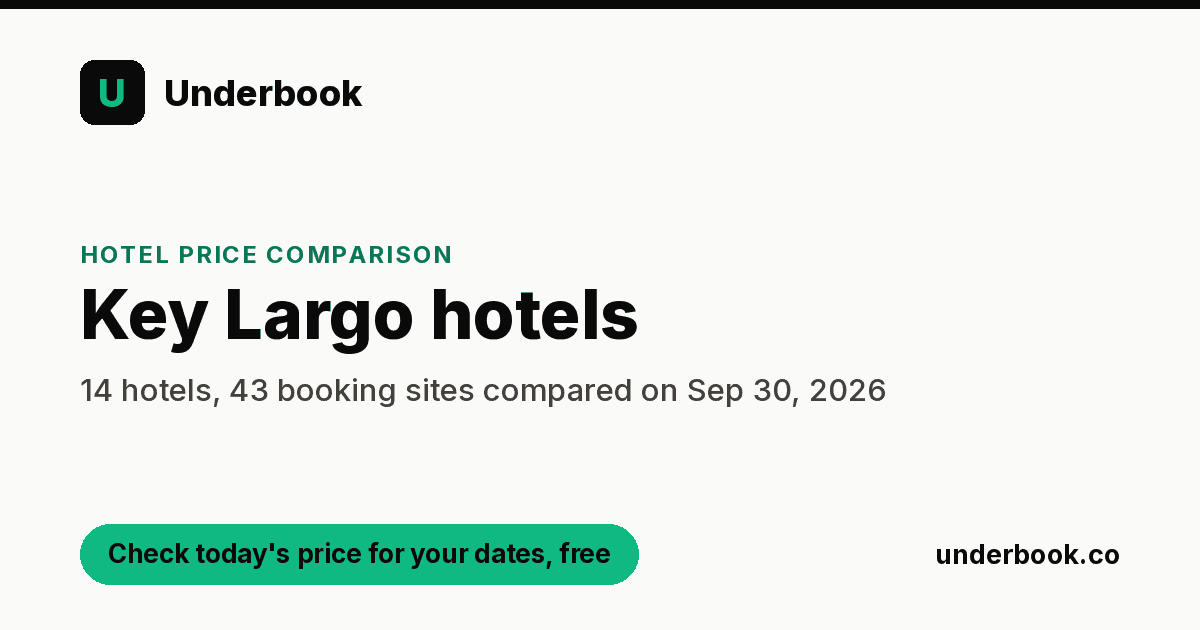 U Underbook
HOTEL PRICE COMPARISON
Key Largo hotels
14 hotels, 43 booking sites compared on Sep 30, 2026
Check today's price for your dates, free
underbook.co